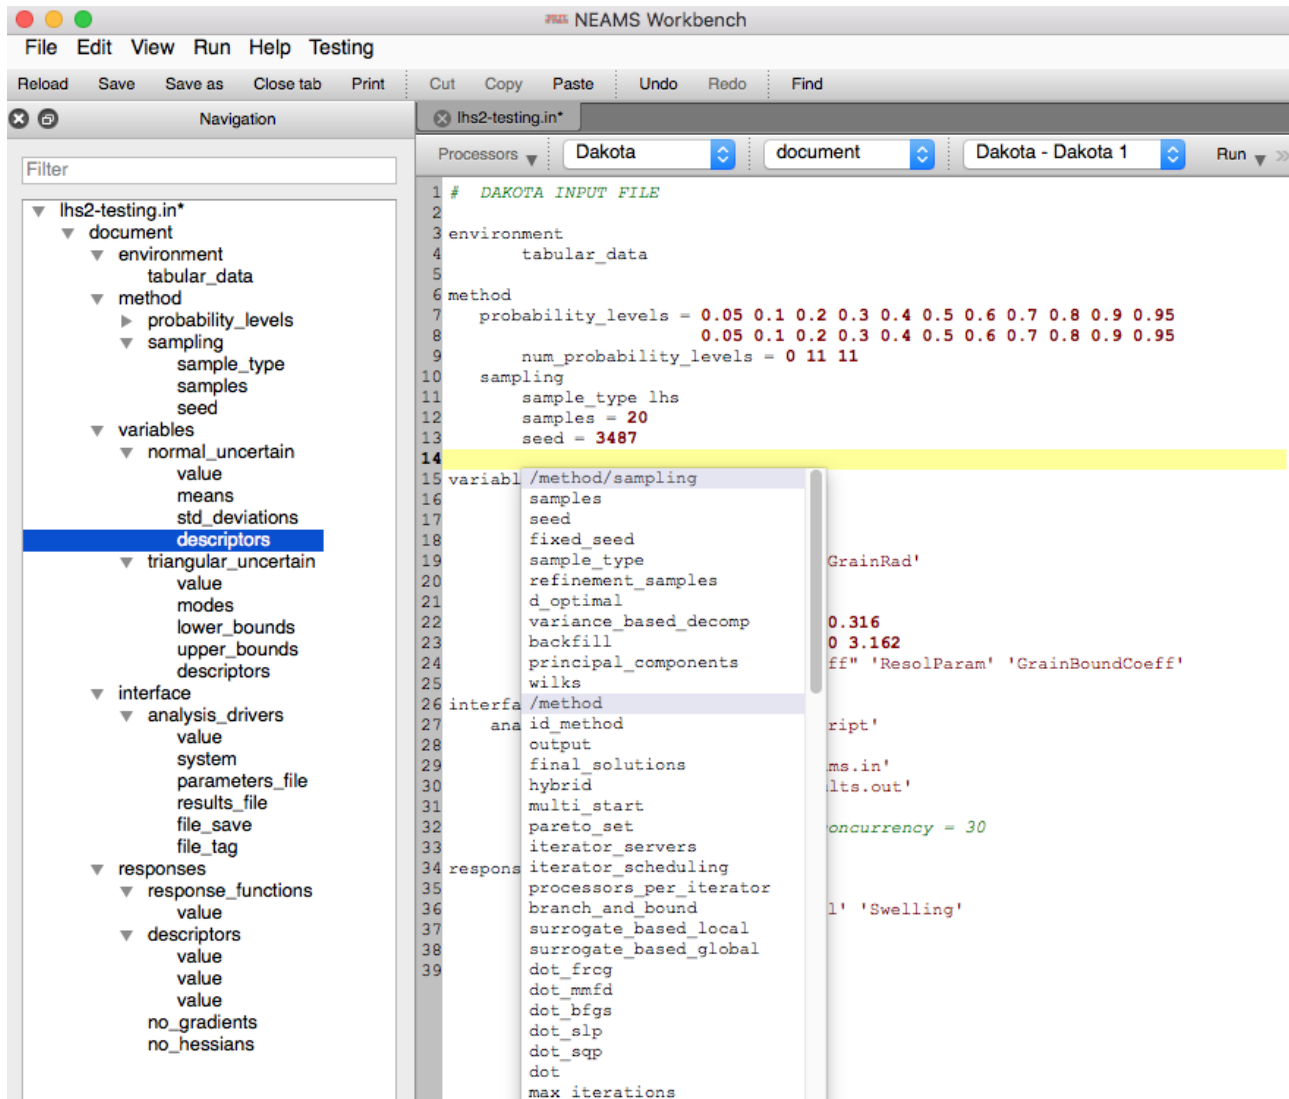 NEAMS Workbench
File Edit View Run Help Testing
Reload Save Save as Close tab Print Cut Copy Paste Undo Redo Find
Navigation
lhs2-testing.in*
Processors Dakota document Dakota - Dakota 1 Run
Filter
lhs2-testing.in*
document
environment
tabular_data
method
probability_levels
sampling
sample_type
samples
seed
variables
normal_uncertain
value
means
std_deviations
descriptors
triangular_uncertain
value
modes
lower_bounds
upper_bounds
descriptors
interface
analysis_drivers
value
system
parameters_file
results_file
file_save
file_tag
responses
response_functions
value
descriptors
value
value
value
no_gradients
no_hessians
1 # DAKOTA INPUT FILE
2
3 environment
4 tabular_data
5
6 method
7 probability_levels = 0.05 0.1 0.2 0.3 0.4 0.5 0.6 0.7 0.8 0.9 0.95
8 0.05 0.1 0.2 0.3 0.4 0.5 0.6 0.7 0.8 0.9 0.95
9 num_probability_levels = 0 11 11
10 sampling
11 sample_type lhs
12 samples = 20
13 seed = 3487
14
15 variabl
16
17
18
19 GrainRad'
20
21
22 0.316
23 0 3.162
24 ff" 'ResolParam' 'GrainBoundCoeff'
25
26 interfa
27 ana ript'
28
29 ms.in'
30 lts.out'
31
32 oncurrency = 30
33
34 respons
35
36 l' 'Swelling'
37
38
39
/method/sampling
samples
seed
fixed_seed
sample_type
refinement_samples
d_optimal
variance_based_decomp
backfill
principal_components
wilks
/method
id_method
output
final_solutions
hybrid
multi_start
pareto_set
iterator_servers
iterator_scheduling
processors_per_iterator
branch_and_bound
surrogate_based_local
surrogate_based_global
dot_frcg
dot_mmfd
dot_bfgs
dot_slp
dot_sqp
dot
max_iterations